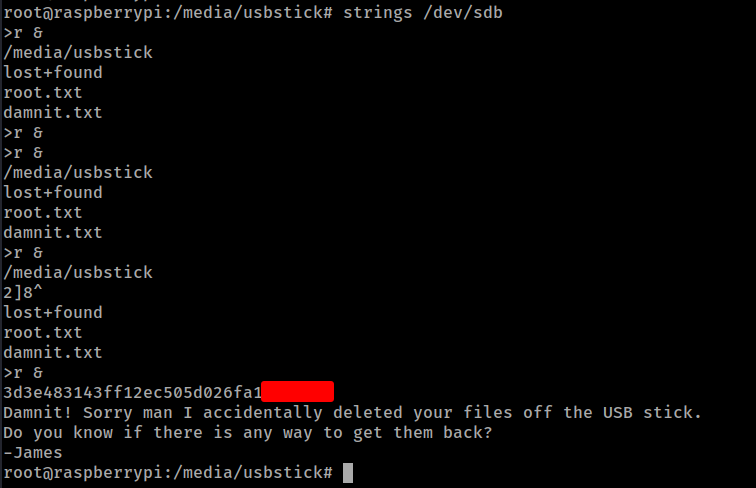 root@raspberrypi:/media/usbstick# strings /dev/sdb
>r &
/media/usbstick
lost+found
root.txt
damnit.txt
>r &
>r &
/media/usbstick
lost+found
root.txt
damnit.txt
>r &
/media/usbstick
2]8^
lost+found
root.txt
damnit.txt
>r &
3d3e483143ff12ec505d026fa1
Damnit! Sorry man I accidentally deleted your files off the USB stick.
Do you know if there is any way to get them back?
-James
root@raspberrypi:/media/usbstick#